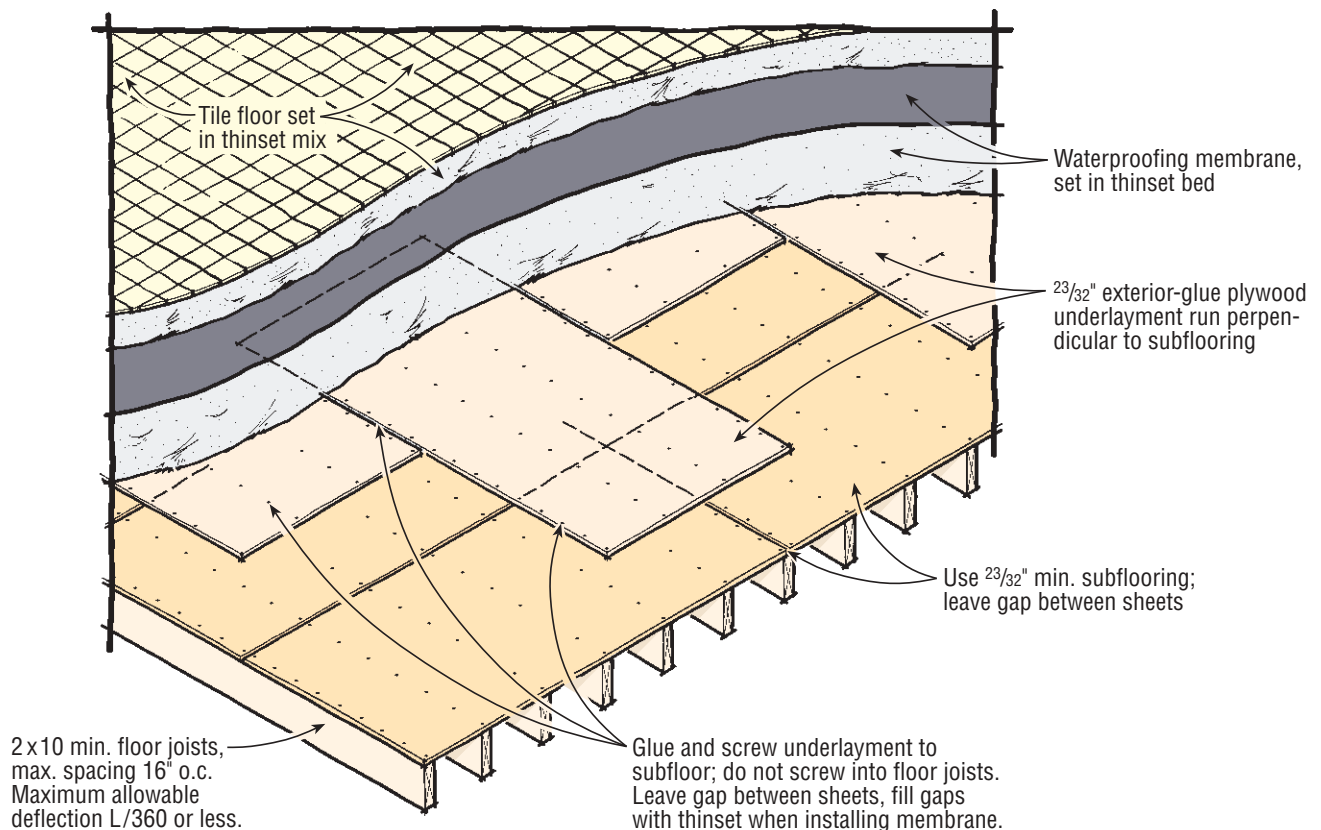 Tile floor set
in thinset mix
Waterproofing membrane,
set in thinset bed
23/32" exterior-glue plywood
underlayment run perpen-
dicular to subflooring
Use 23/32" min. subflooring;
leave gap between sheets
2 x 10 min. floor joists,
max. spacing 16" o.c.
Maximum allowable
deflection L/360 or less.
Glue and screw underlayment to
subfloor; do not screw into floor joists.
Leave gap between sheets, fill gaps
with thinset when installing membrane.